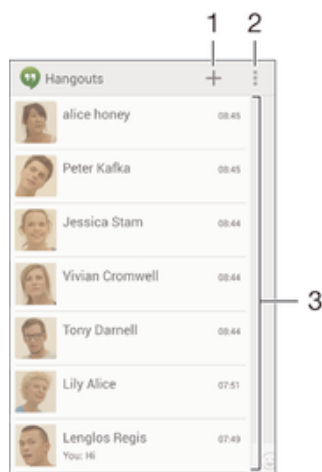 1 2
Hangouts
alice honey 08:45
Peter Kafka 08:45
Jessica Stam 08:44
Vivian Cromwell 08:44
3
Tony Darnell 08:44
Lily Alice 07:51
Lenglos Regis 07:49
You: Hi